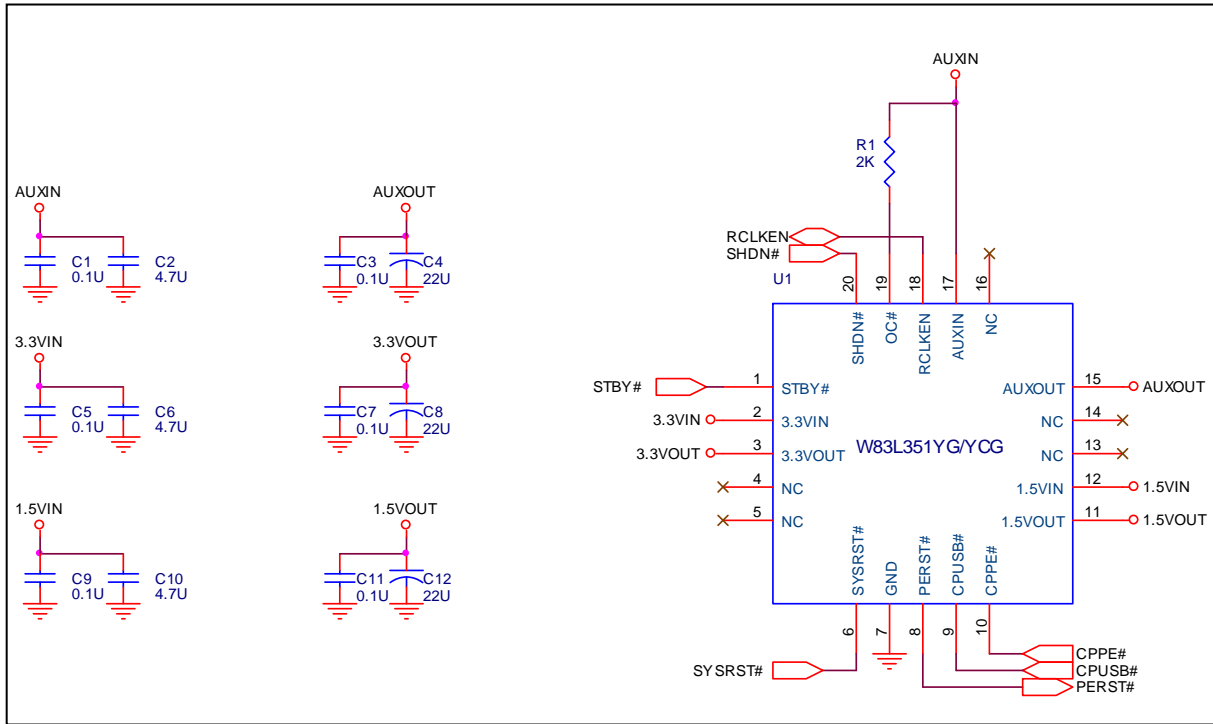 AUXIN
R1
2K
AUXIN
AUXOUT
RCLKEN
SHDN#
C1
0.1U
C2
4.7U
C3
0.1U
C4
22U
U1
20
19
18
17
16
SHDN#
OC#
RCLKEN
AUXIN
NC
3.3VIN
3.3VOUT
STBY#
1
STBY#
AUXOUT
15
AUXOUT
C5
0.1U
C6
4.7U
C7
0.1U
C8
22U
3.3VIN
2
3.3VIN
NC
14
3.3VOUT
3
3.3VOUT
W83L351YG/YCG
NC
13
4
NC
1.5VIN
12
1.5VIN
5
NC
1.5VOUT
11
1.5VOUT
1.5VIN
1.5VOUT
C9
0.1U
C10
4.7U
C11
0.1U
C12
22U
SYSRST#
GND
PERST#
CPUSB#
CPPE#
6
7
8
9
10
SYSRST#
CPPE#
CPUSB#
PERST#